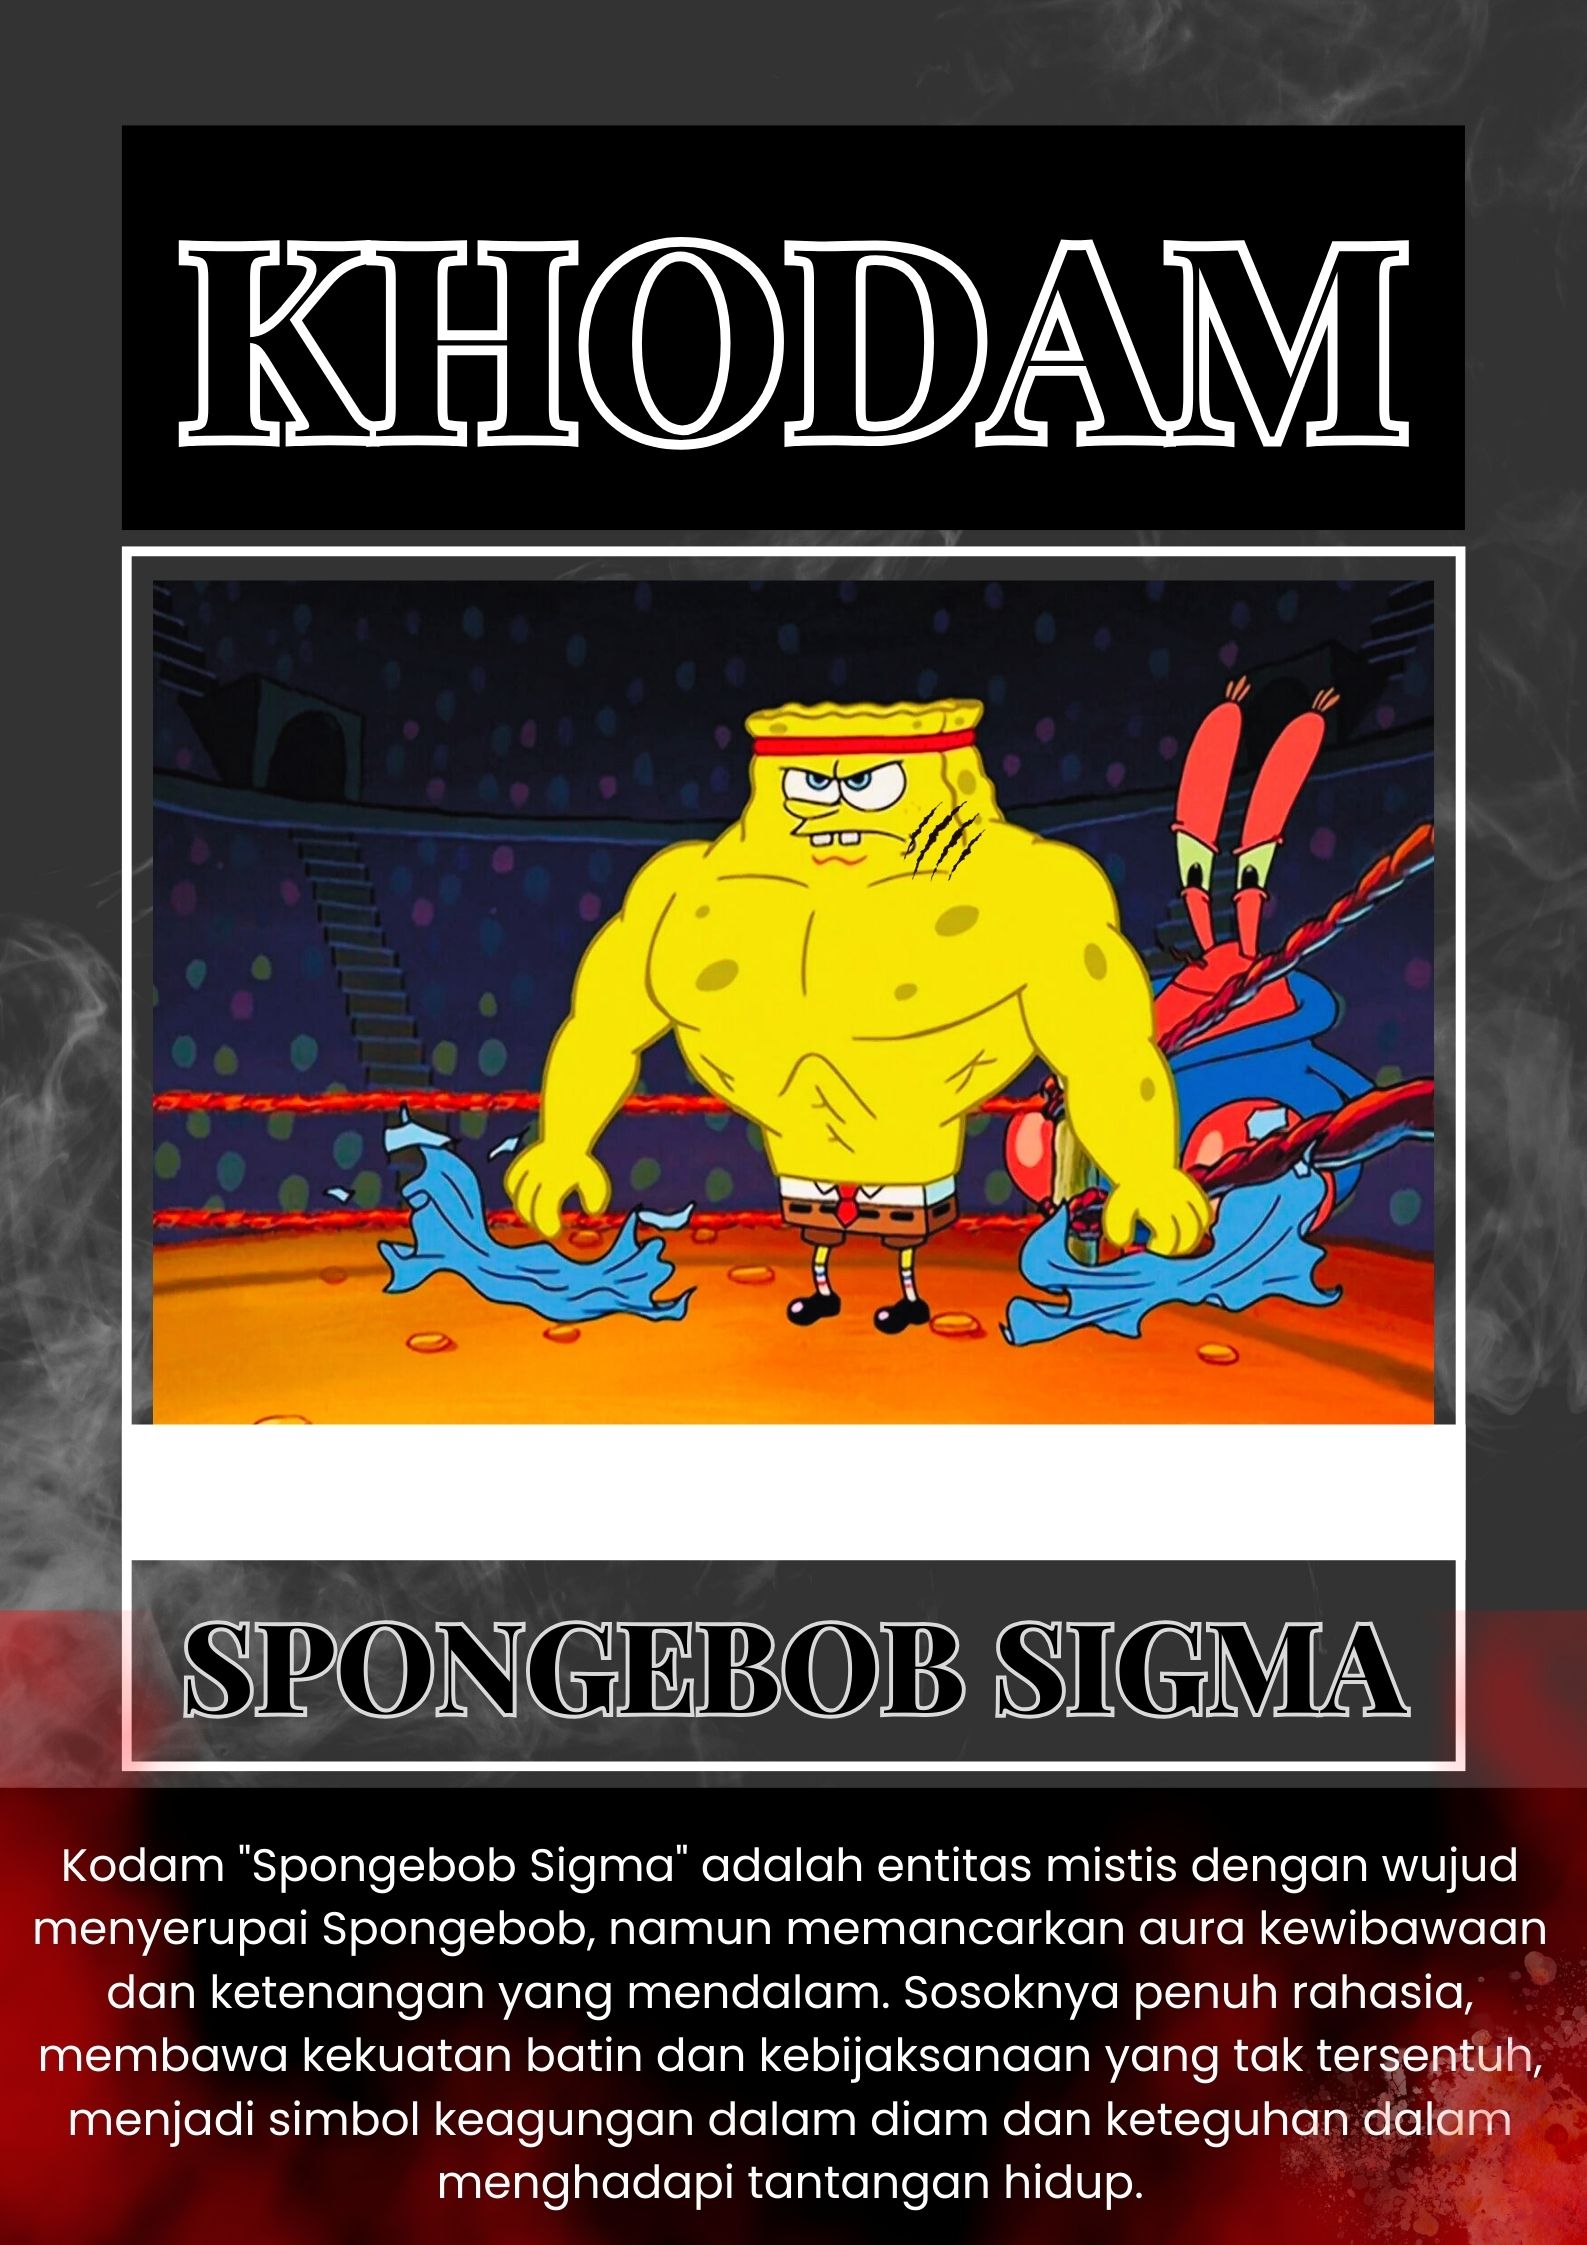 KHODAM
SPONGEBOB SIGMA
Kodam "Spongebob Sigma" adalah entitas mistis dengan wujud
menyerupai Spongebob, namun memancarkan aura kewibawaan
dan ketenangan yang mendalam. Sosoknya penuh rahasia,
membawa kekuatan batin dan kebijaksanaan yang tak tersentuh,
menjadi simbol keagungan dalam diam dan keteguhan dalam
menghadapi tantangan hidup.